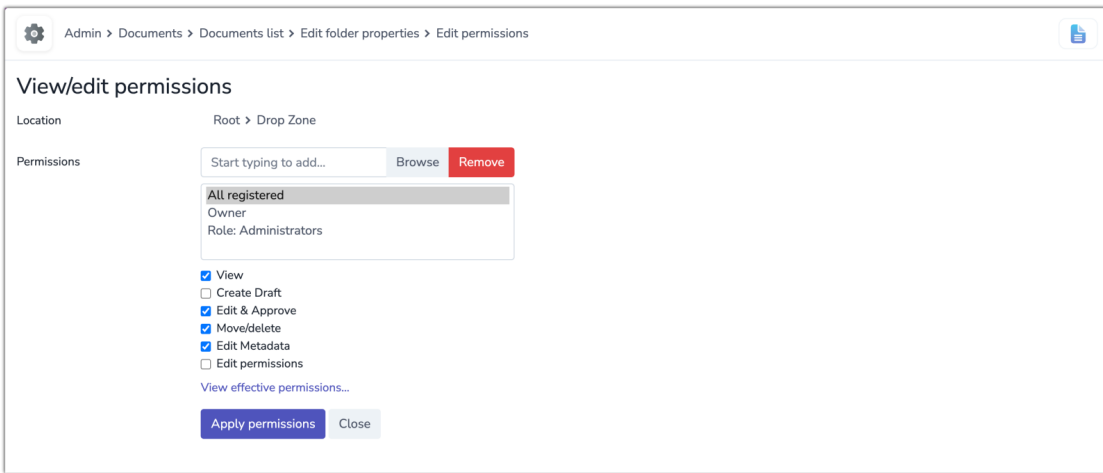 Admin > Documents > Documents list > Edit folder properties > Edit permissions
View/edit permissions
Location Root > Drop Zone
Permissions Start typing to add... Browse Remove
All registered
Owner
Role: Administrators
View
Create Draft
Edit & Approve
Move/delete
Edit Metadata
Edit permissions
View effective permissions...
Apply permissions Close